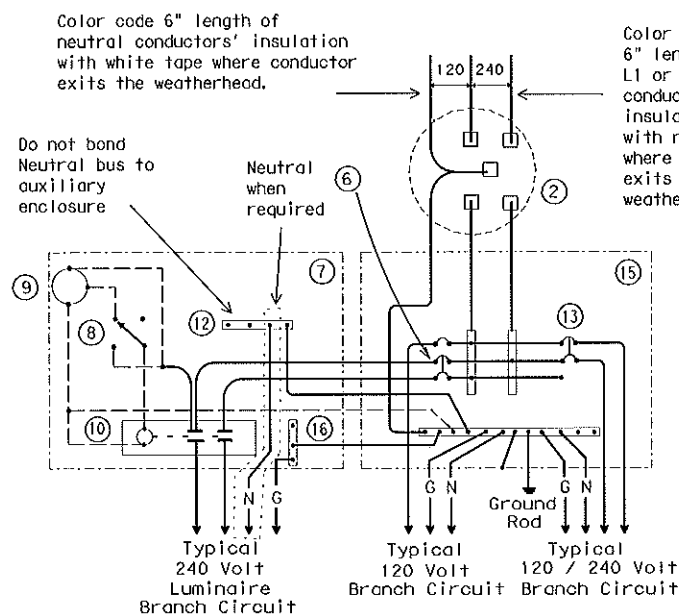 Color code 6" length of
neutral conductors' insulation
with white tape where conductor
exits the weatherhead.
Color
6" len
L1 or
conduc
insula
with r
where
exits
weathe
120
240
Do not bond
Neutral bus to
auxiliary
enclosure
Neutral
when
required
6
2
7
15
9
8
12
13
10
16
N
G
G
N
G
N
Ground
Rod
Typical
240 Volt
Luminaire
Branch Circuit
Typical
120 Volt
Branch Circuit
Typical
120 / 240 Volt
Branch Circuit